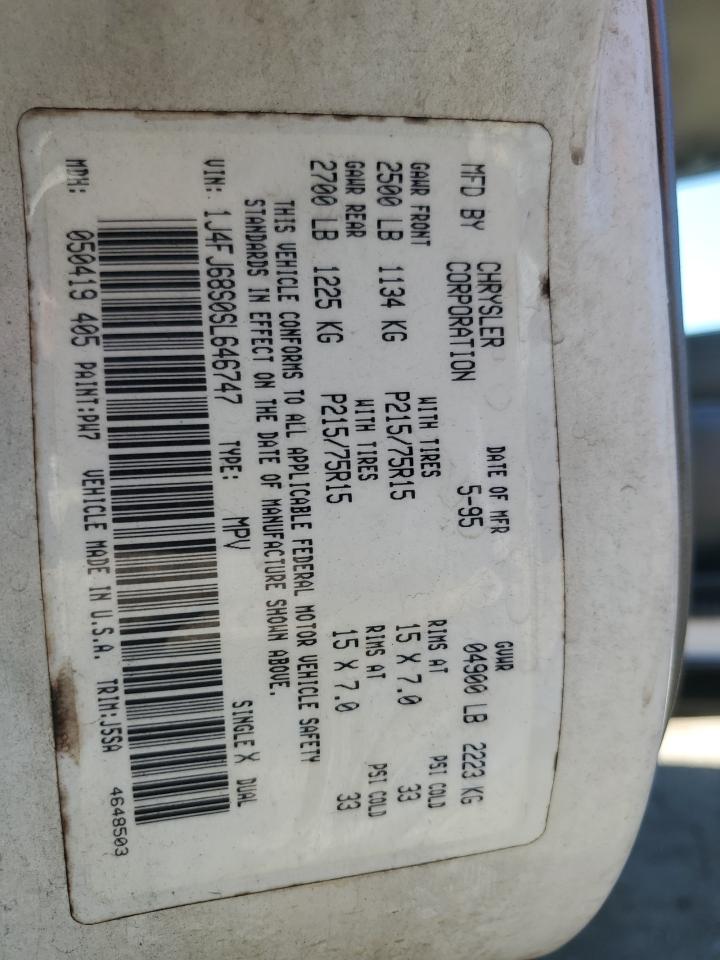 MFD BY CHRYSLER CORPORATION DATE OF MFR 5-95 GVWR 04900 LB 2223 KG
GAWR FRONT WITH TIRES RIMS AT PSI COLD
2500 LB 1134 KG P215/75R15 15 X 7.0 33
GAWR REAR WITH TIRES RIMS AT PSI COLD
2700 LB 1225 KG P215/75R15 15 X 7.0 33
THIS VEHICLE CONFORMS TO ALL APPLICABLE FEDERAL MOTOR VEHICLE SAFETY
STANDARDS IN EFFECT ON THE DATE OF MANUFACTURE SHOWN ABOVE.
VIN: 1J4FJ68S0SL646747 TYPE: MPV SINGLE X DUAL
MDH: 050419 405 PAINT:PW7 VEHICLE MADE IN U.S.A. TRIM:J5SA
4648503